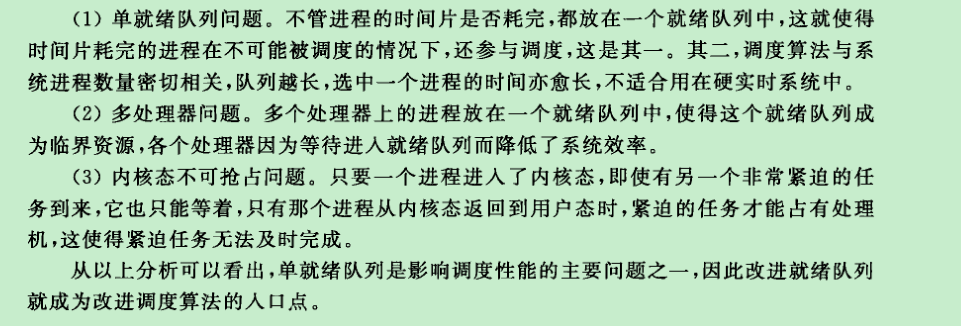 (1) 单就绪队列问题。不管进程的时间片是否耗完,都放在一个就绪队列中,这就使得
时间片耗完的进程在不可能被调度的情况下,还参与调度,这是其一。其二,调度算法与系
统进程数量密切相关,队列越长,选中一个进程的时间亦愈长,不适合用在硬实时系统中。
(2) 多处理器问题。多个处理器上的进程放在一个就绪队列中,使得这个就绪队列成
为临界资源,各个处理器因为等待进入就绪队列而降低了系统效率。
(3) 内核态不可抢占问题。只要一个进程进入了内核态,即使有另一个非常紧迫的任
务到来,它也只能等着,只有那个进程从内核态返回到用户态时,紧迫的任务才能占有处理
机,这使得紧迫任务无法及时完成。
从以上分析可以看出,单就绪队列是影响调度性能的主要问题之一,因此改进就绪队列
就成为改进调度算法的入口点。